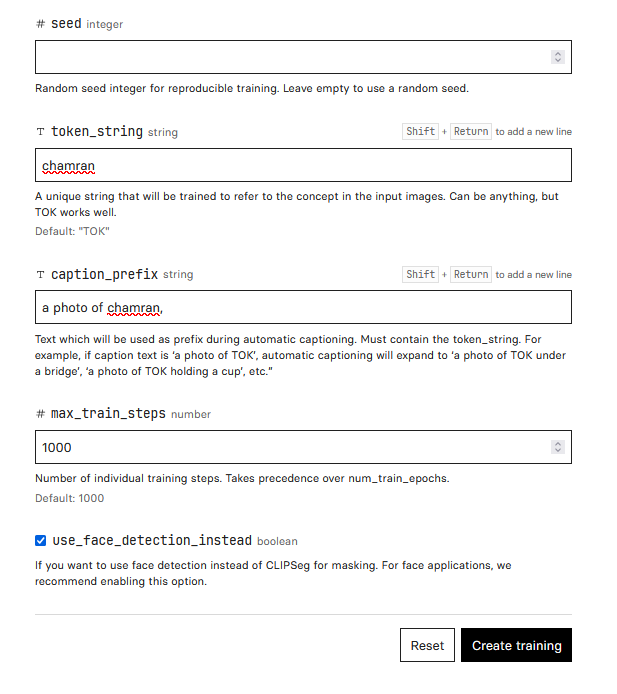 # seed integer
Random seed integer for reproducible training. Leave empty to use a random seed.
T token_string string Shift + Return to add a new line
chamran
A unique string that will be trained to refer to the concept in the input images. Can be anything, but
TOK works well.
Default: "TOK"
T caption_prefix string Shift + Return to add a new line
a photo of chamran,
Text which will be used as prefix during automatic captioning. Must contain the token_string. For
example, if caption text is ‘a photo of TOK’, automatic captioning will expand to ‘a photo of TOK under
a bridge’, ‘a photo of TOK holding a cup’, etc.”
# max_train_steps number
1000
Number of individual training steps. Takes precedence over num_train_epochs.
Default: 1000
use_face_detection_instead boolean
If you want to use face detection instead of CLIPSeg for masking. For face applications, we
recommend enabling this option.
Reset Create training